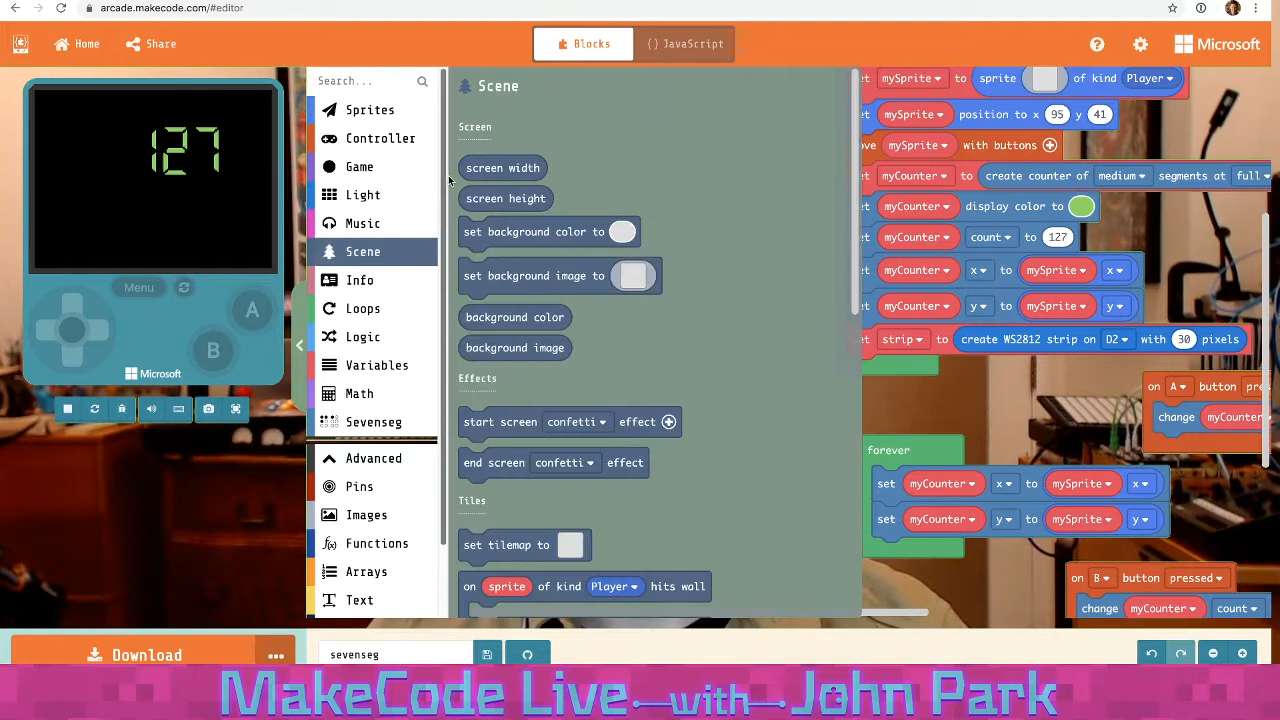 arcade.makecode.com/#editor
Home
Share
Blocks
{} JavaScript
Microsoft
127
Menu
A
B
Microsoft
Download
...
Search...
Sprites
Controller
Game
Light
Music
Scene
Info
Loops
Logic
Variables
Math
Sevenseg
Advanced
Pins
Images
Functions
Arrays
Text
Scene
Screen
screen width
screen height
set background color to
set background image to
background color
background image
Effects
start screen confetti effect
end screen confetti effect
Tiles
set tilemap to
on sprite of kind Player hits wall
mySprite to sprite of kind Player
mySprite position to x 95 y 41
mySprite with buttons
myCounter to create counter of medium segments at full
myCounter display color to
myCounter count to 127
myCounter x to mySprite x
myCounter y to mySprite y
strip to create WS2812 strip on D2 with 30 pixels
on A button
change
forever
set myCounter x to mySprite x
set myCounter y to mySprite y
on B button pressed
change myCounter count
sevenseg
MakeCode Live with John Park